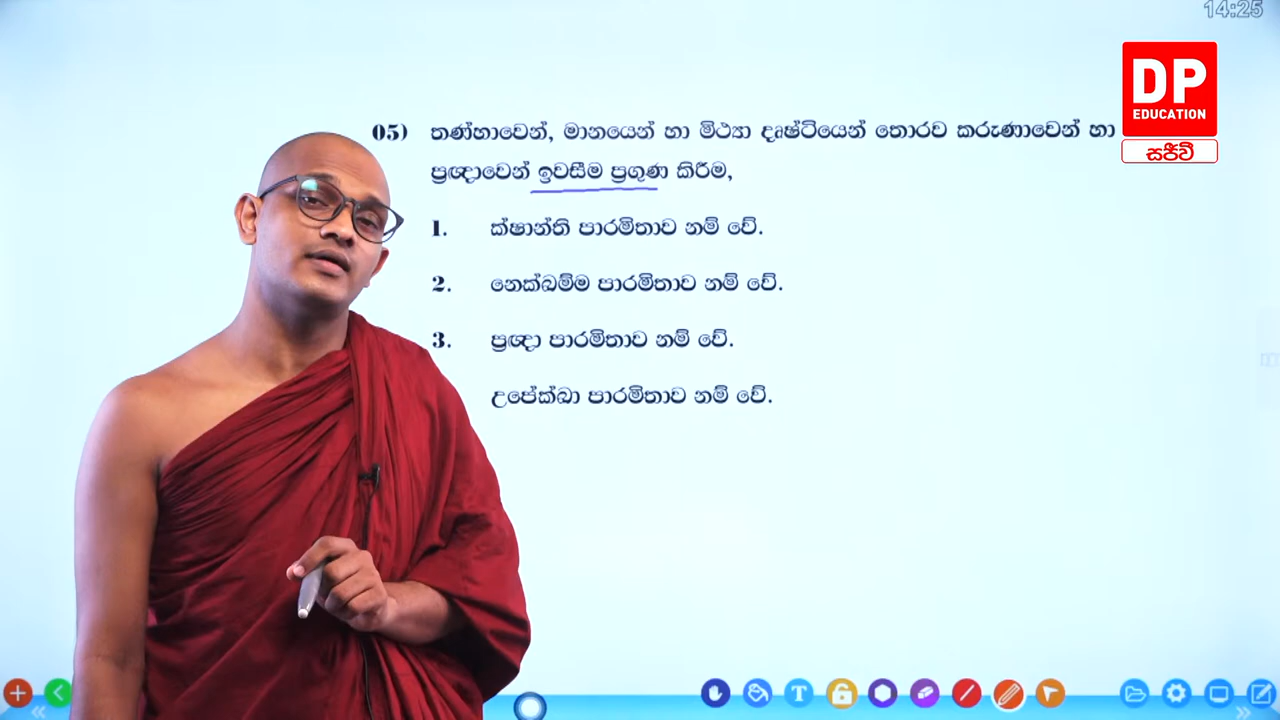 14:25
DP
EDUCATION
සජීවී
05) තණ්හාවෙන්, මානයෙන් හා මිථ්‍යා දෘෂ්ටියෙන් තොරව කරුණාවෙන් හා
ප්‍රඥාවෙන් ඉවසීම ප්‍රගුණ කිරීම,
1. ක්ෂාන්ති පාරමිතාව නම් වේ.
2. නෙක්ඛම්ම පාරමිතාව නම් වේ.
3. ප්‍රඥා පාරමිතාව නම් වේ.
උපේක්ඛා පාරමිතාව නම් වේ.